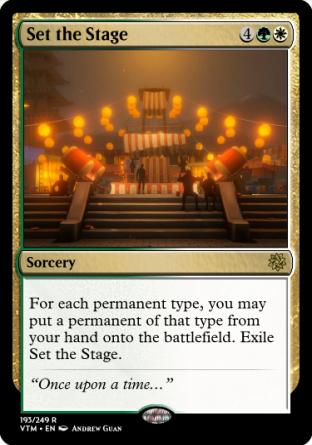 Set the Stage 4
Sorcery
For each permanent type, you may
put a permanent of that type from
your hand onto the battlefield. Exile
Set the Stage.
“Once upon a time…”
193/249 R
VTM • EN Andrew Guan